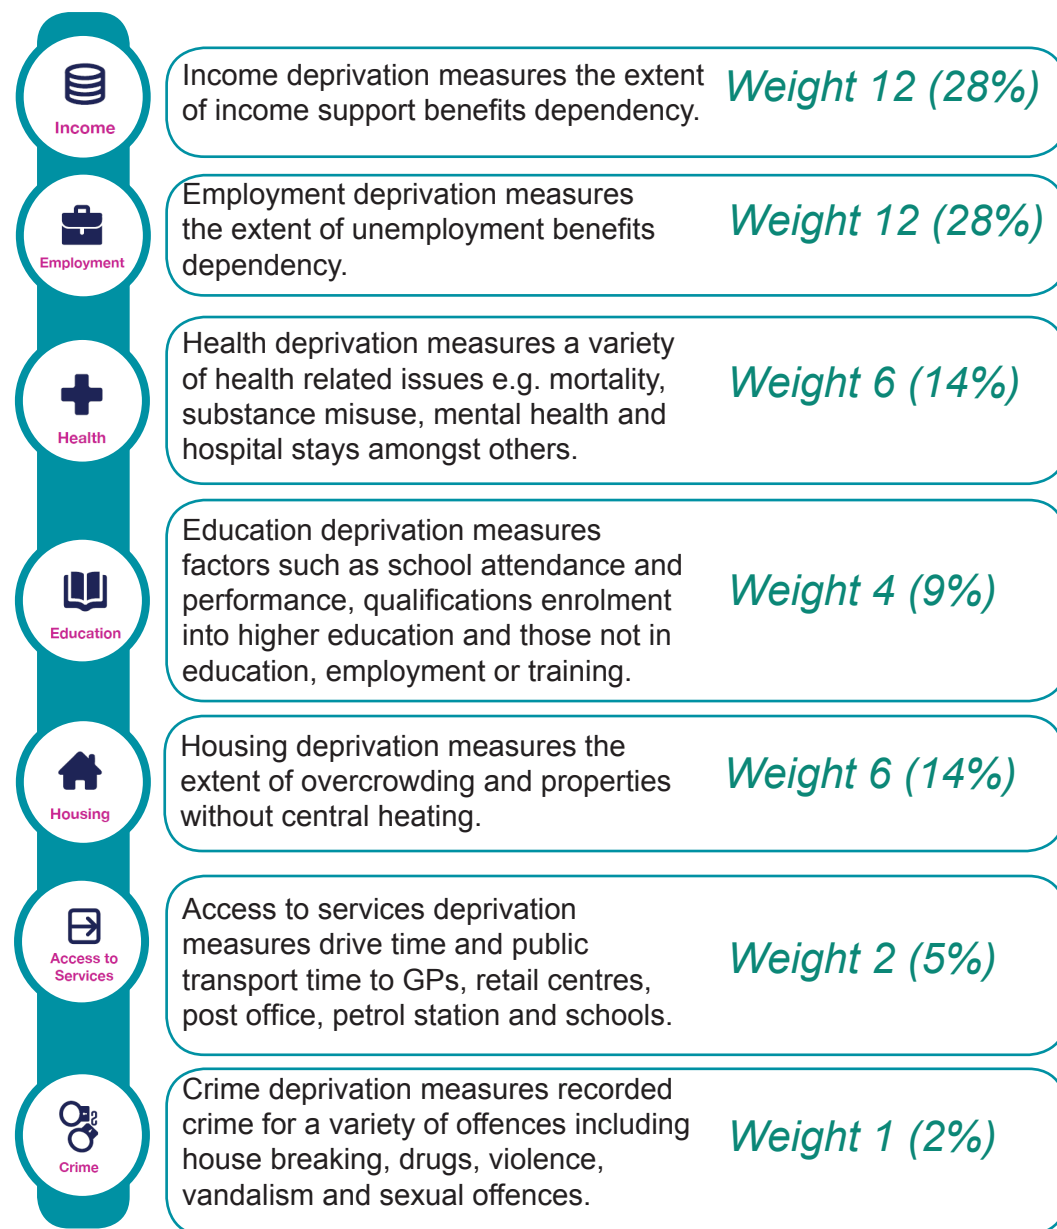 Income
Income deprivation measures the extent
of income support benefits dependency.
Weight 12 (28%)
Employment
Employment deprivation measures
the extent of unemployment benefits
dependency.
Weight 12 (28%)
Health
Health deprivation measures a variety
of health related issues e.g. mortality,
substance misuse, mental health and
hospital stays amongst others.
Weight 6 (14%)
Education
Education deprivation measures
factors such as school attendance and
performance, qualifications enrolment
into higher education and those not in
education, employment or training.
Weight 4 (9%)
Housing
Housing deprivation measures the
extent of overcrowding and properties
without central heating.
Weight 6 (14%)
Access to
Services
Access to services deprivation
measures drive time and public
transport time to GPs, retail centres,
post office, petrol station and schools.
Weight 2 (5%)
Crime
Crime deprivation measures recorded
crime for a variety of offences including
house breaking, drugs, violence,
vandalism and sexual offences.
Weight 1 (2%)